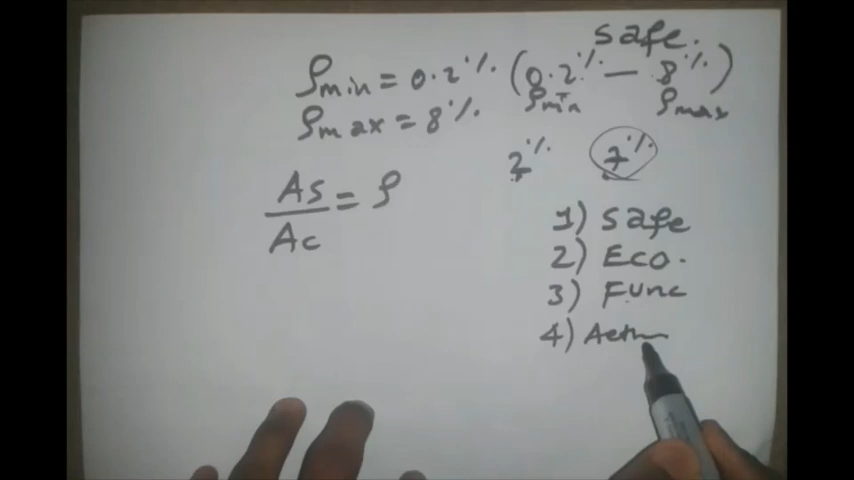 safe.
ρmin = 0.2% (0.2% — 8%)
ρmin ρmax
ρmax = 8%
2% 7%
As/Ac = ρ
1) safe
2) Eco.
3) Func
4)